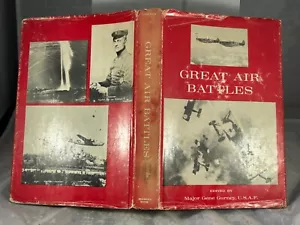 GREAT AIR BATTLES
GREAT AIR
BATTLES
EDITED BY
Major Gene Gurney, U.S.A.F.